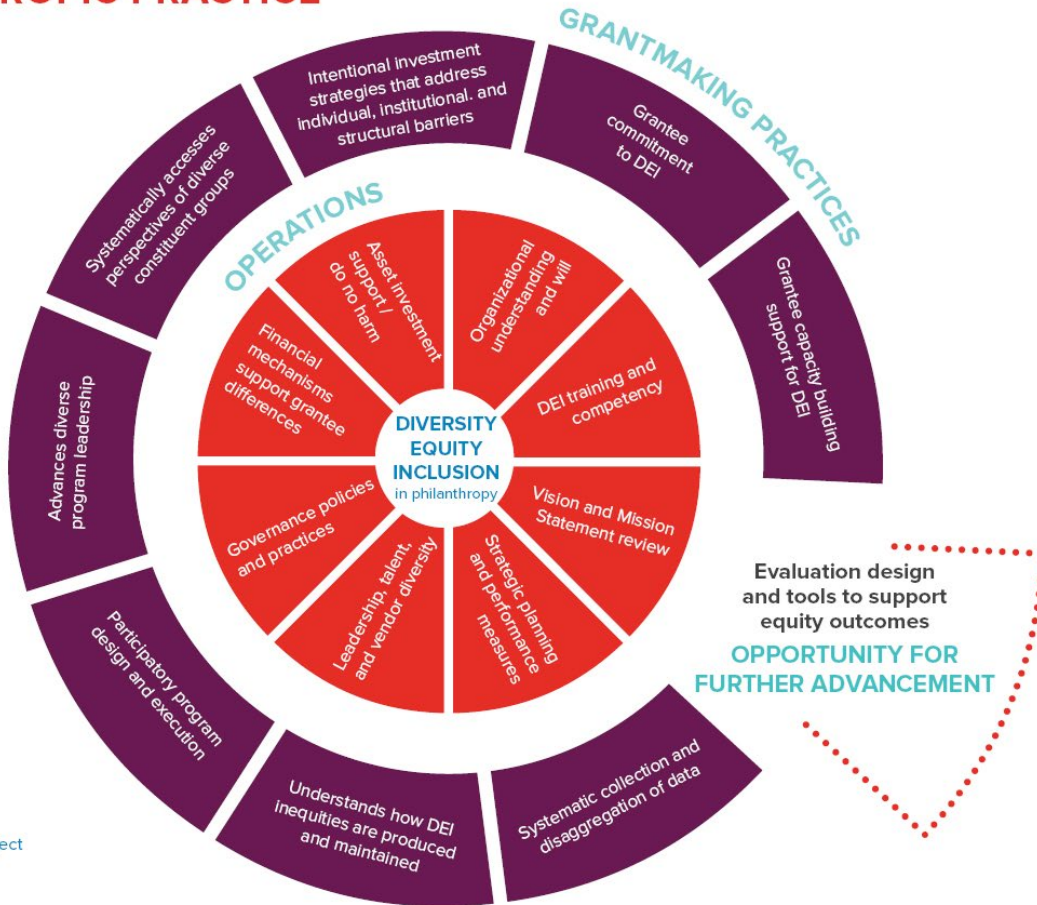 GRANTMAKING PRACTICES
Intentional investment
strategies that address
individual, institutional. and
structural barriers
Grantee
commitment
to DEI
Grantee capacity building
support for DEI
Systematically accesses
perspectives of diverse
constituent groups
Advances diverse
program leadership
Participatory program
design and execution
Understands how DEI
inequities are produced
and maintained
Systematic collection and
disaggregation of data
OPERATIONS
Asset investment
support /
do no harm
Organizational
understanding
and will
DEI training and
competency
Vision and Mission
Statement review
Strategic planning
and performance
measures
Leadership, talent,
and vendor diversity
Governance policies
and practices
Financial
mechanisms
support grantee
differences
DIVERSITY
EQUITY
INCLUSION
in philanthropy
Evaluation design
and tools to support
equity outcomes
OPPORTUNITY FOR
FURTHER ADVANCEMENT